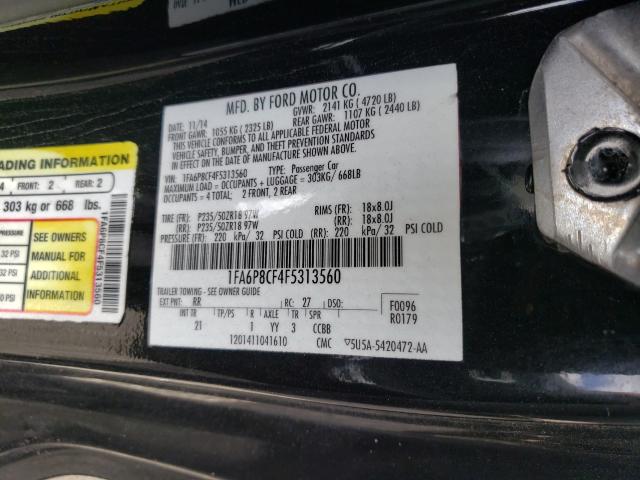 MFD. BY FORD MOTOR CO.
DATE: 11/14 GVWR: 2141 KG (4720 LB)
FRONT GAWR: 1055 KG (2325 LB) REAR GAWR: 1107 KG (2440 LB)
THIS VEHICLE CONFORMS TO ALL APPLICABLE FEDERAL MOTOR
VEHICLE SAFETY, BUMPER, AND THEFT PREVENTION STANDARDS
IN EFFECT ON THE DATE OF MANUFACTURE SHOWN ABOVE.
VIN: 1FA6P8CF4F5313560 TYPE: Passenger Car
MAXIMUM LOAD = OCCUPANTS + LUGGAGE = 303KG/ 668LB
OCCUPANTS = 4 TOTAL: 2 FRONT, 2 REAR
TIRE (FR): P235/50ZR18 97W RIMS (FR): 18x8.0J
(RR): P235/50ZR18 97W (RR): 18x8.0J
PRESSURE (FR): 220 kPa/ 32 PSI COLD (RR): 220 kPa/ 32 PSI COLD
1FA6P8CF4F5313560
TRAILER TOWING - SEE OWNER GUIDE
EXT PNT: RR RC: 27 DSO: F0096
INT TR TP/PS R AXLE TR SPR R0179
21 I YY 3 CCBB
1201411041610 CMC ▽5U5A-5420472-AA
ADING INFORMATION
4 FRONT: 2 REAR: 2
303 kg or 668 lbs.
SEE OWNERS
MANUAL FOR
ADDITIONAL
INFORMATION
32 PSI
32 PSI
0 PSI
1FA6P8CF4F5313560